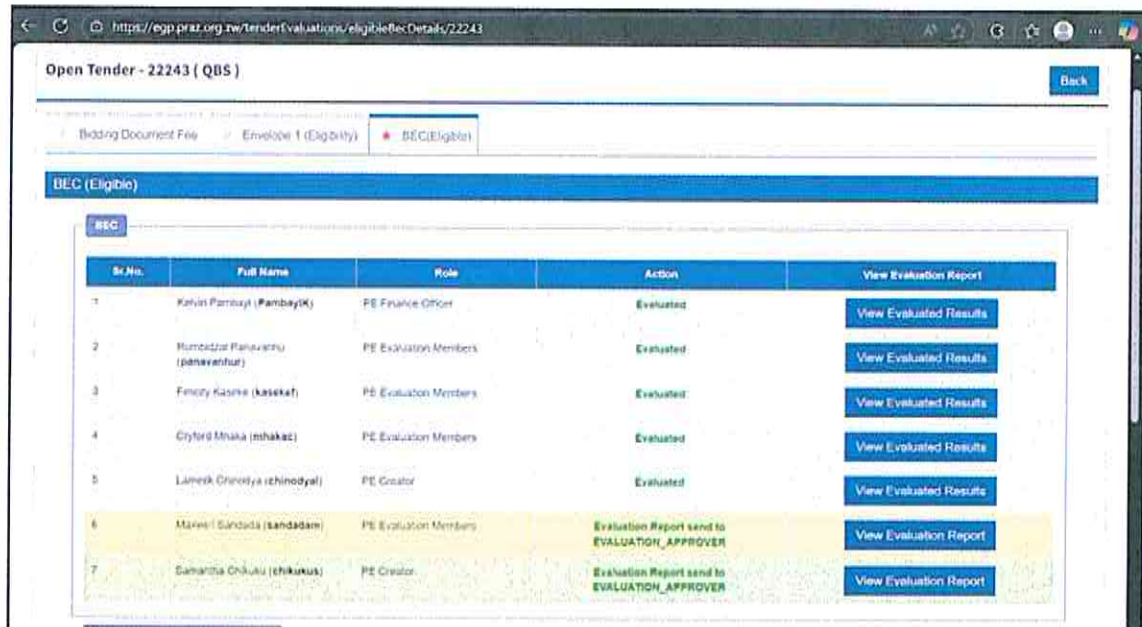 https://egp.praz.org.zw/tenderEvaluations/eligibleBecDetails/22243
Open Tender - 22243 ( QBS )
Back
Bidding Document Fee
Envelope 1 (Eligibility)
BEC(Eligible)
BEC (Eligible)
BEC
Sr.No. Full Name Role Action View Evaluation Report
1 Kelvin Pambayi (PambayiK) PE Finance Officer Evaluated View Evaluated Results
2 Panavanhu PE Evaluation Members Evaluated View Evaluated Results
(panavanhur)
3 Kaseke (kasekef) PE Evaluation Members Evaluated View Evaluated Results
4 Mhaka (mhakac) PE Evaluation Members Evaluated View Evaluated Results
5 Chinodya (chinodyal) PE Creator Evaluated View Evaluated Results
6 Sandada (sandadam) PE Evaluation Members Evaluation Report send to View Evaluation Report
EVALUATION_APPROVER
7 Samantha Chikuku (chikukus) PE Creator Evaluation Report send to View Evaluation Report
EVALUATION_APPROVER